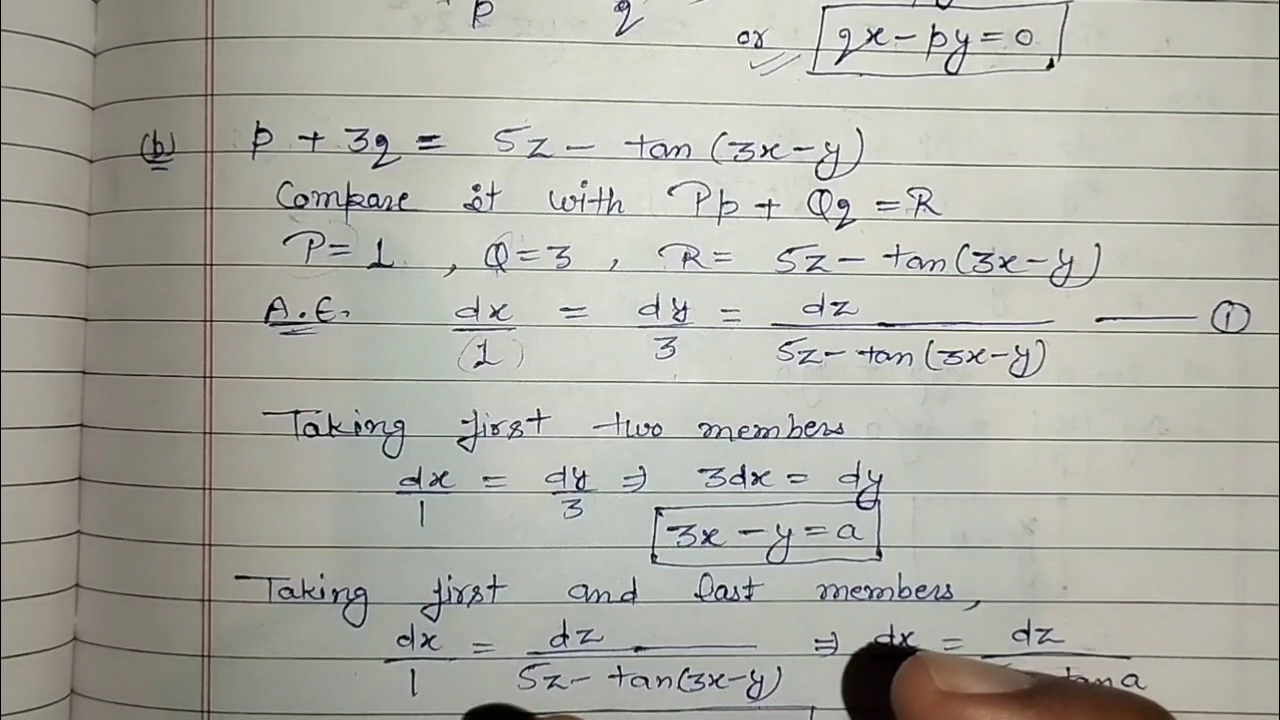 p q
or qx - py = 0
(b) p + 3q = 5z - tan(3x-y)
Compare it with Pp + Qq = R
P = 1 , Q = 3 , R = 5z - tan(3x-y)
A.E. dx/(1) = dy/3 = dz/(5z - tan(3x-y)) —— ①
Taking first two members
dx/1 = dy/3 ⇒ 3dx = dy
3x - y = a
Taking first and last members,
dx/1 = dz/(5z - tan(3x-y)) ⇒ dx = dz/ tan a